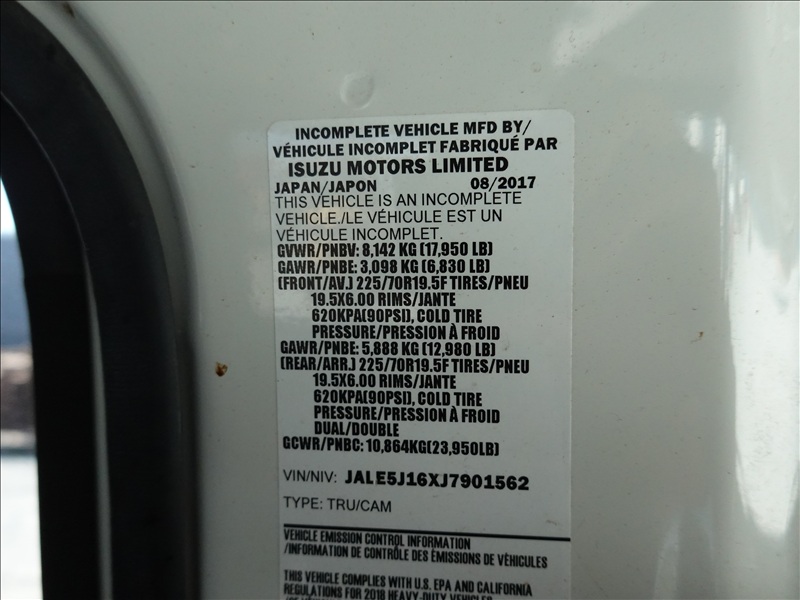 INCOMPLETE VEHICLE MFD BY/
VÉHICULE INCOMPLET FABRIQUÉ PAR
ISUZU MOTORS LIMITED
JAPAN/JAPON 08/2017
THIS VEHICLE IS AN INCOMPLETE
VEHICLE./LE VÉHICULE EST UN
VÉHICULE INCOMPLET.
GVWR/PNBV: 8,142 KG (17,950 LB)
GAWR/PNBE: 3,098 KG (6,830 LB)
(FRONT/AV.) 225/70R19.5F TIRES/PNEU
19.5X6.00 RIMS/JANTE
620KPA(90PSI), COLD TIRE
PRESSURE/PRESSION À FROID
GAWR/PNBE: 5,888 KG (12,980 LB)
(REAR/ARR.) 225/70R19.5F TIRES/PNEU
19.5X6.00 RIMS/JANTE
620KPA(90PSI), COLD TIRE
PRESSURE/PRESSION À FROID
DUAL/DOUBLE
GCWR/PNBC: 10,864KG(23,950LB)
VIN/NIV: JALE5J16XJ7901562
TYPE: TRU/CAM
VEHICLE EMISSION CONTROL INFORMATION
/INFORMATION DE CONTRÔLE DES ÉMISSIONS DE VÉHICULES
THIS VEHICLE COMPLIES WITH U.S. EPA AND CALIFORNIA
REGULATIONS FOR 2018 HEAVY-DUTY VEHICLES